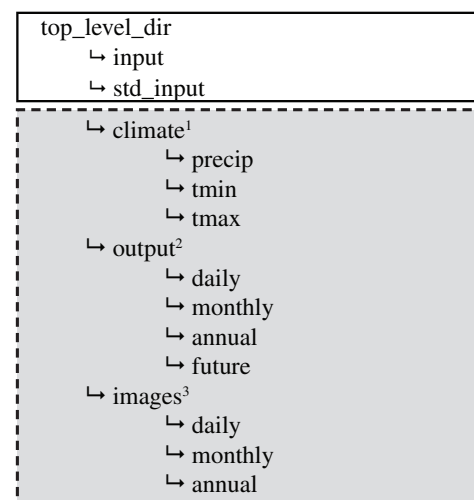 top_level_dir
↳ input
↳ std_input
↳ climate¹
↳ precip
↳ tmin
↳ tmax
↳ output²
↳ daily
↳ monthly
↳ annual
↳ future
↳ images³
↳ daily
↳ monthly
↳ annual